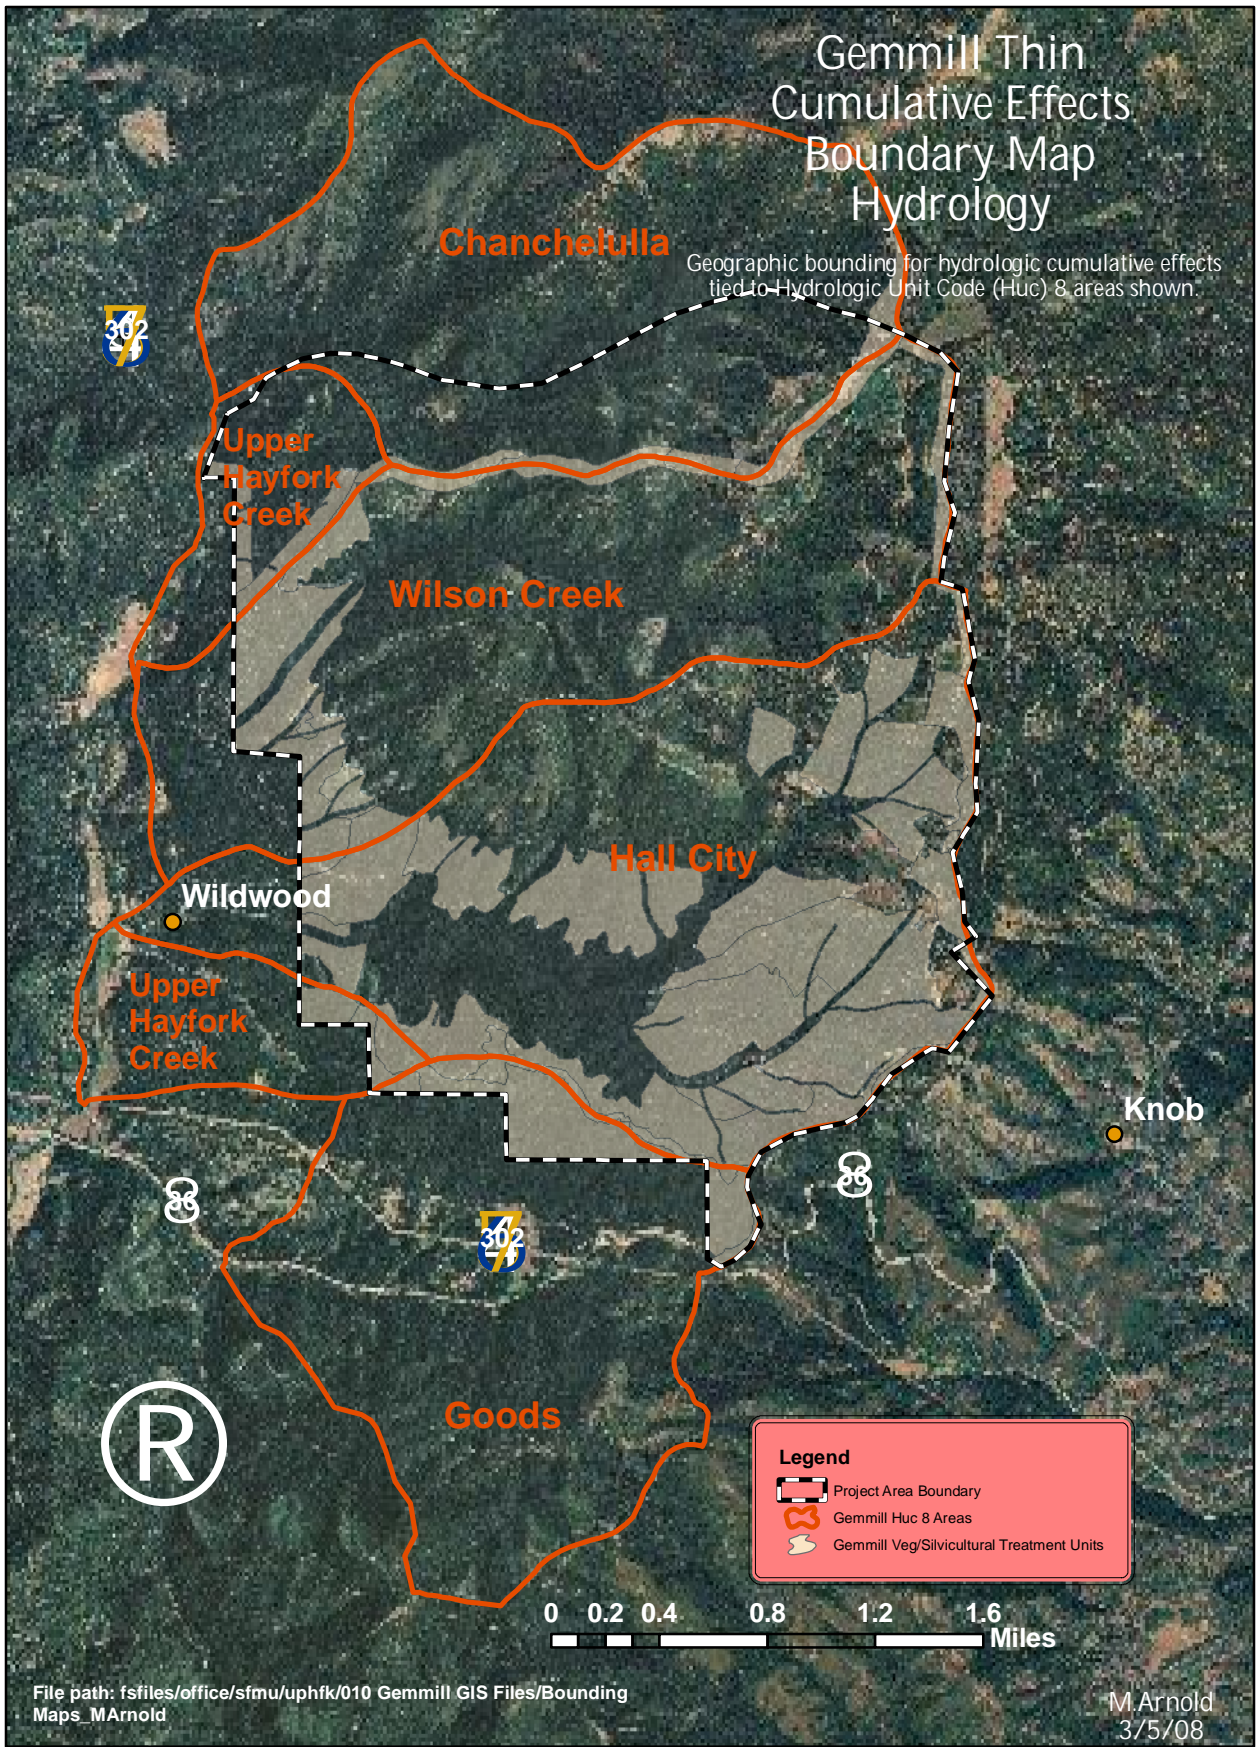 Gemmill Thin
Cumulative Effects
Boundary Map
Hydrology
Geographic bounding for hydrologic cumulative effects
tied to Hydrologic Unit Code (Huc) 8 areas shown.
Chanchelulla
302
Upper
Hayfork
Creek
Wilson Creek
Hall City
Wildwood
Upper
Hayfork
Creek
Knob
36
36
302
Goods
R
Legend
Project Area Boundary
Gemmill Huc 8 Areas
Gemmill Veg/Silvicultural Treatment Units
0 0.2 0.4 0.8 1.2 1.6
Miles
File path: fsfiles/office/sfmu/uphfk/010 Gemmill GIS Files/Bounding
Maps_MArnold
M.Arnold
3/5/08